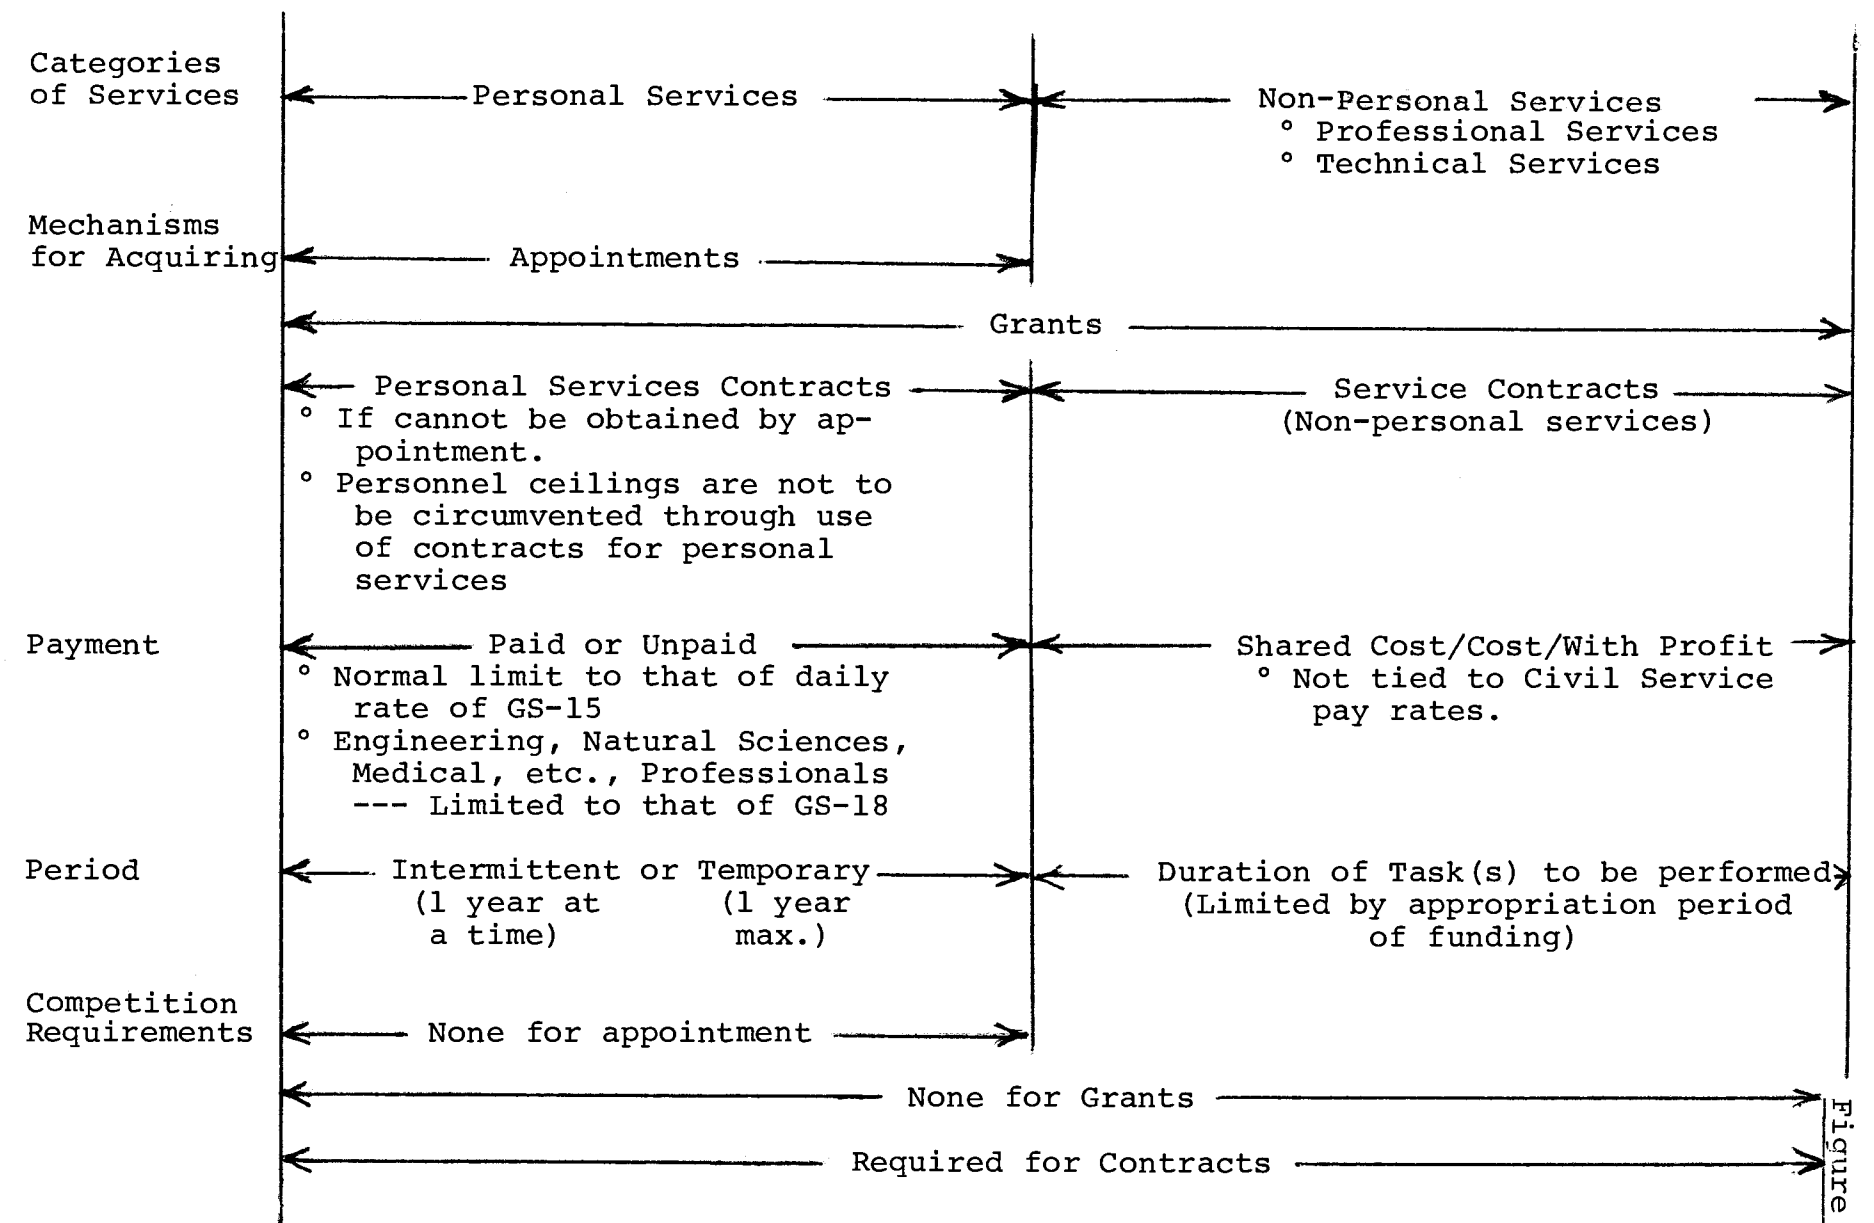 Categories
of Services
Personal Services
Non-Personal Services
° Professional Services
° Technical Services
Mechanisms
for Acquiring
Appointments
Grants
Personal Services Contracts
° If cannot be obtained by ap-
pointment.
° Personnel ceilings are not to
be circumvented through use
of contracts for personal
services
Service Contracts
(Non-personal services)
Payment
Paid or Unpaid
° Normal limit to that of daily
rate of GS-15
° Engineering, Natural Sciences,
Medical, etc., Professionals
--- Limited to that of GS-18
Shared Cost/Cost/With Profit
° Not tied to Civil Service
pay rates.
Period
Intermittent or Temporary
(1 year at (1 year
a time) max.)
Duration of Task(s) to be performed
(Limited by appropriation period
of funding)
Competition
Requirements
None for appointment
None for Grants
Required for Contracts
Figure